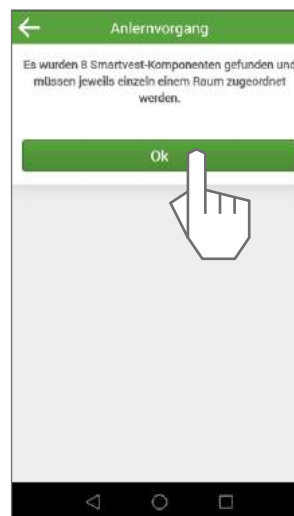 Anlernvorgang
Es wurden 8 Smartvest-Komponenten gefunden und
müssen jeweils einzeln einem Raum zugeordnet
werden.
Ok